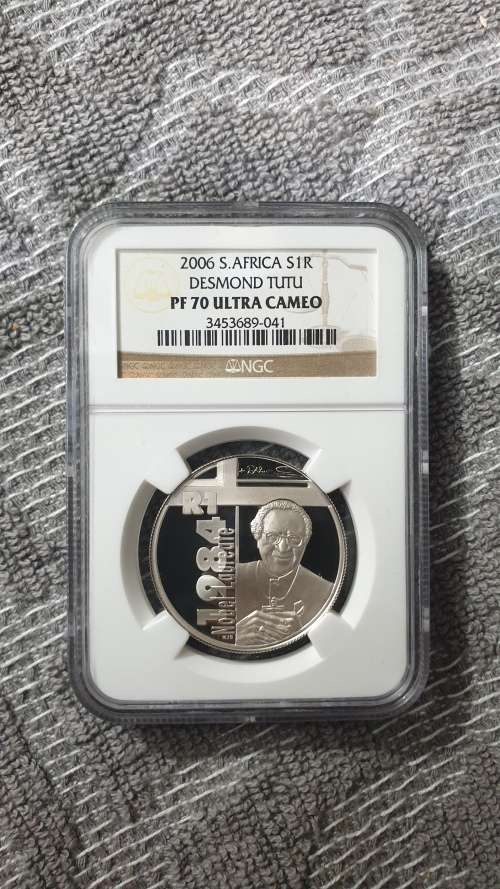 2006 S.AFRICA S1R
DESMOND TUTU
PF 70 ULTRA CAMEO
3453689-041
NGC
R1
1984
Nobel Laureate